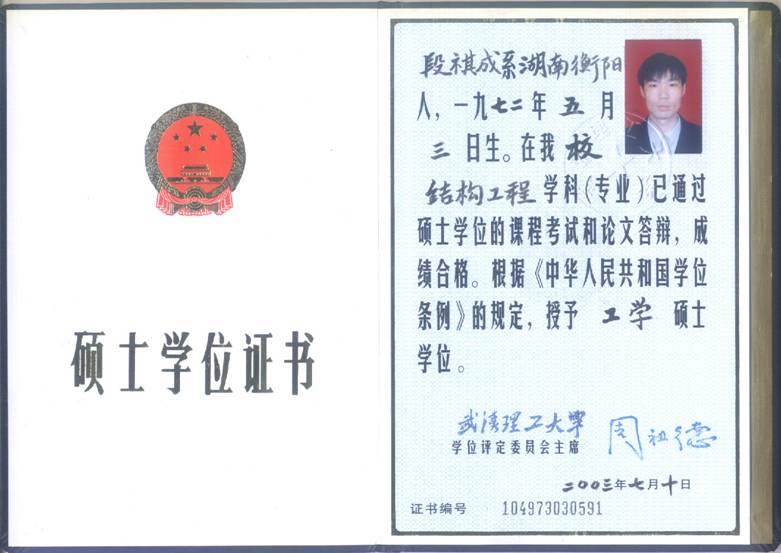 硕士学位证书
段祺成系湖南衡阳
人，一九七二年五月
三日生。在我校
结构工程学科(专业)已通过
硕士学位的课程考试和论文答辩，成
绩合格。根据《中华人民共和国学位
条例》的规定，授予工学硕士
学位。
武漢理工大學
学位评定委员会主席
周祖德
二00三年七月十日
证书编号 104973030591